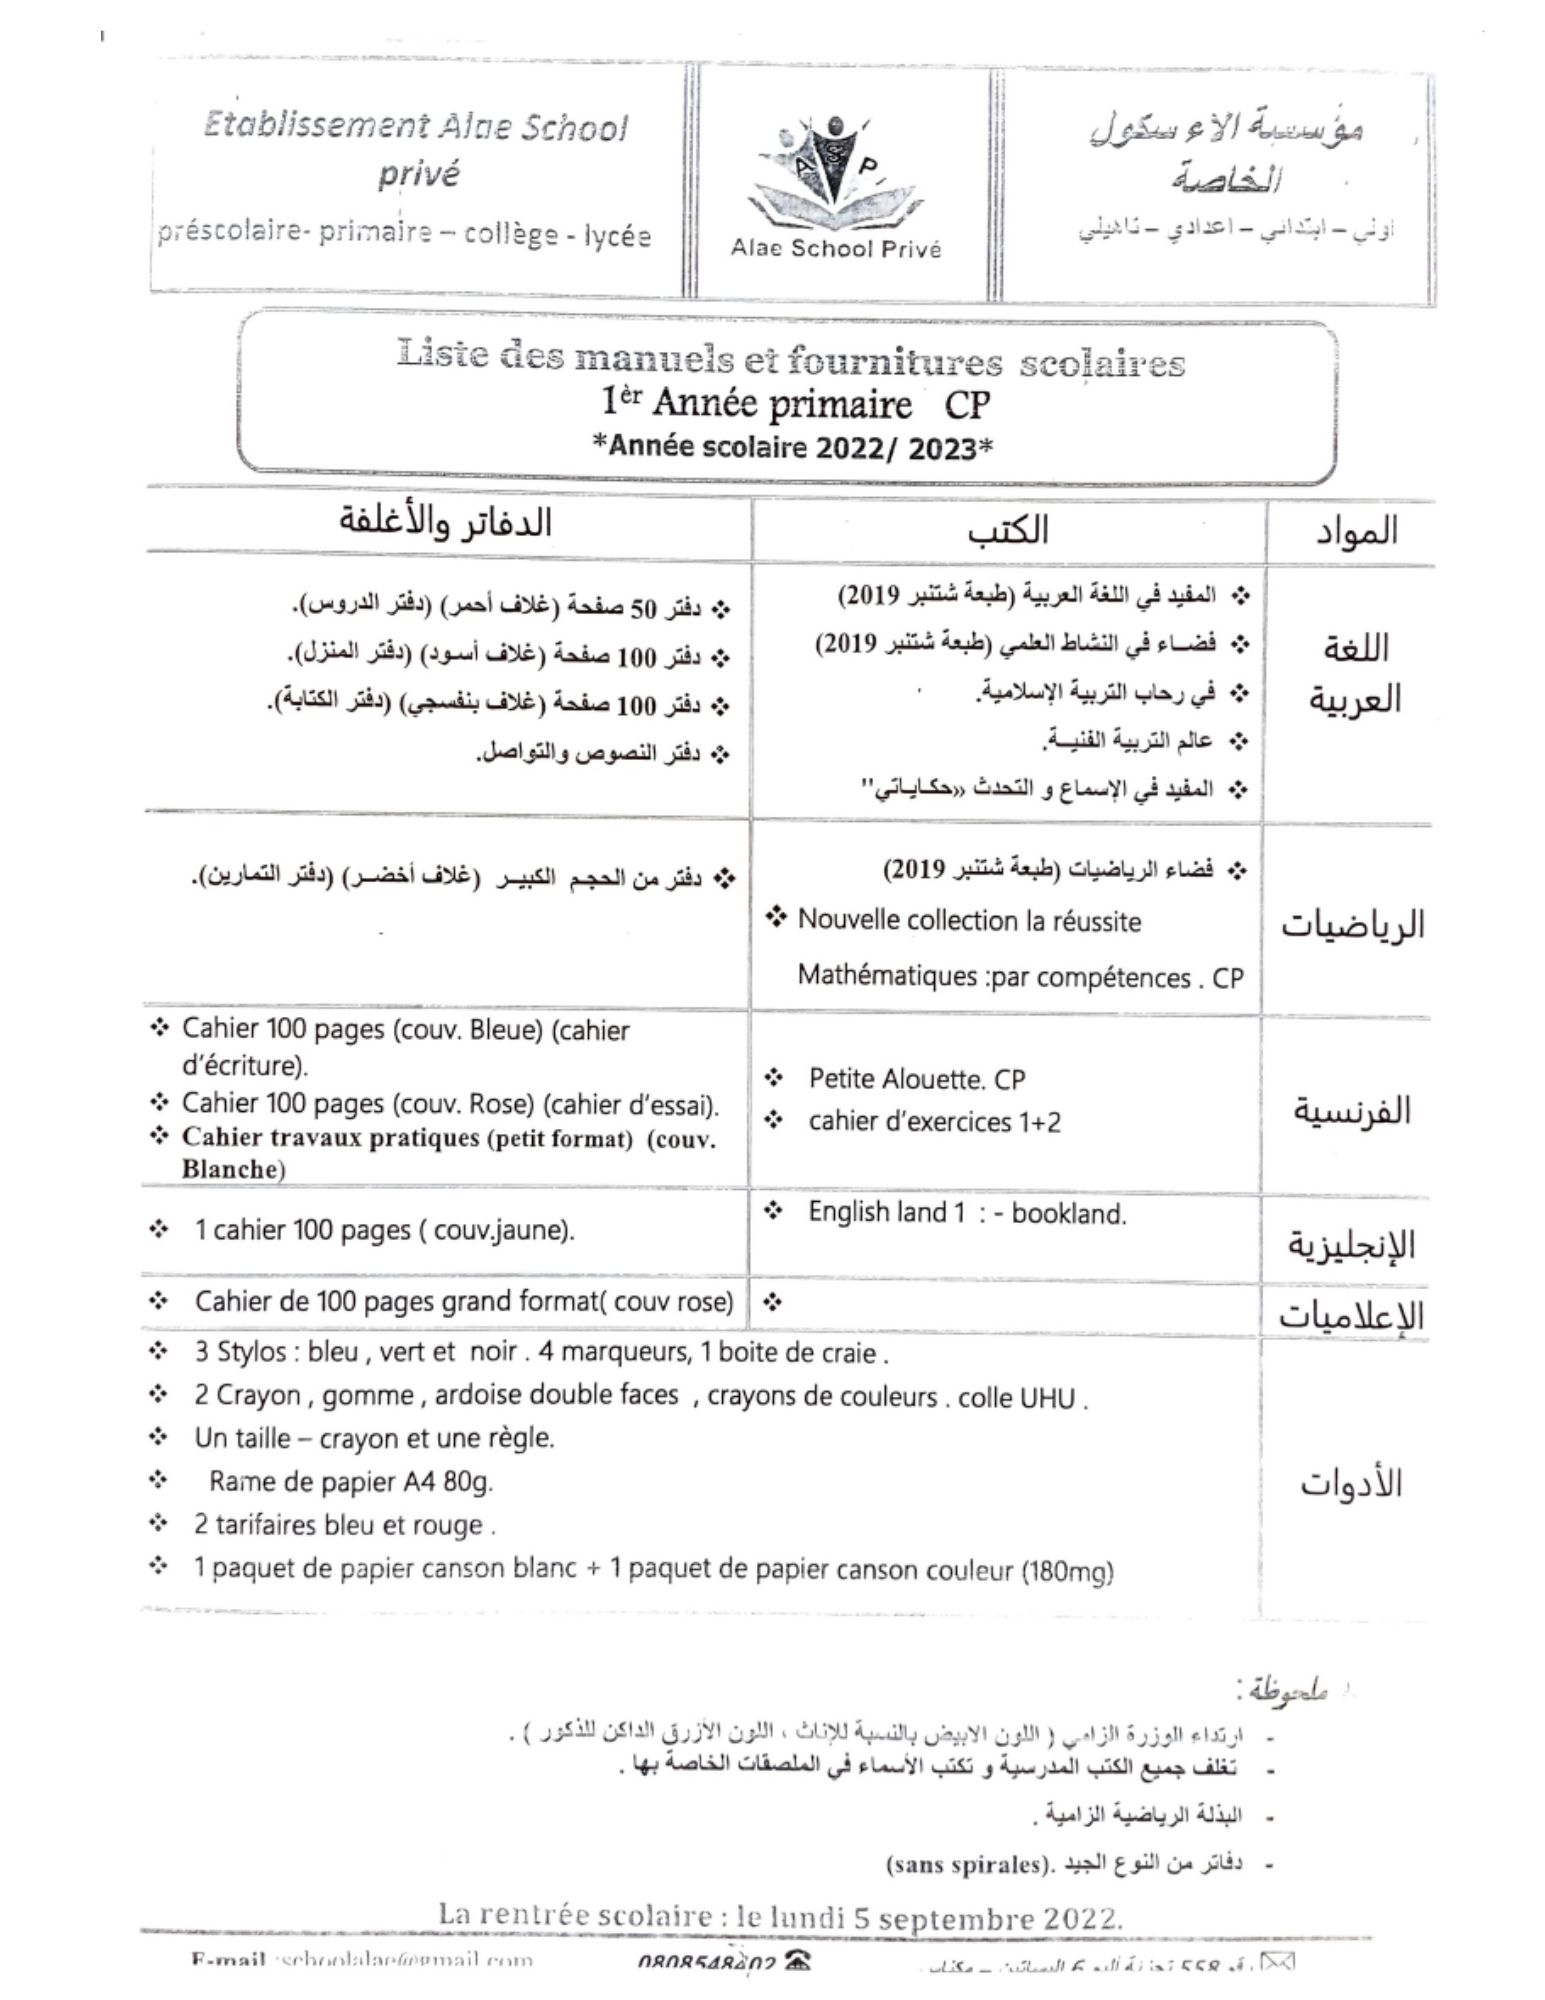 Etablissement Alae School
privé
préscolaire- primaire – collège - lycée
A S P
Alae School Privé
مؤسسة الاء سكول
الخاصة
اولي – ابتدائي – اعدادي – تاهيلي
Liste des manuels et fournitures scolaires
1èr Année primaire CP
*Année scolaire 2022/ 2023*
المواد
الكتب
الدفاتر والأغلفة
اللغة
العربية
❖ المفيد في اللغة العربية (طبعة شتنبر 2019)
❖ فضاء في النشاط العلمي (طبعة شتنبر 2019)
❖ في رحاب التربية الإسلامية.
❖ عالم التربية الفنية.
❖ المفيد في الإسماع و التحدث «حكاياتي"
❖ دفتر 50 صفحة (غلاف أحمر) (دفتر الدروس).
❖ دفتر 100 صفحة (غلاف أسود) (دفتر المنزل).
❖ دفتر 100 صفحة (غلاف بنفسجي) (دفتر الكتابة).
❖ دفتر النصوص والتواصل.
الرياضيات
❖ فضاء الرياضيات (طبعة شتنبر 2019)
❖ Nouvelle collection la réussite
Mathématiques :par compétences . CP
❖ دفتر من الحجم الكبير (غلاف أخضر) (دفتر التمارين).
الفرنسية
❖ Petite Alouette. CP
❖ cahier d'exercices 1+2
❖ Cahier 100 pages (couv. Bleue) (cahier
d'écriture).
❖ Cahier 100 pages (couv. Rose) (cahier d'essai).
❖ Cahier travaux pratiques (petit format) (couv.
Blanche)
الإنجليزية
❖ English land 1 : - bookland.
❖ 1 cahier 100 pages ( couv.jaune).
الإعلاميات
❖
❖ Cahier de 100 pages grand format( couv rose)
الأدوات
❖ 3 Stylos : bleu , vert et noir . 4 marqueurs, 1 boite de craie .
❖ 2 Crayon , gomme , ardoise double faces , crayons de couleurs . colle UHU .
❖ Un taille – crayon et une règle.
❖ Rame de papier A4 80g.
❖ 2 tarifaires bleu et rouge .
❖ 1 paquet de papier canson blanc + 1 paquet de papier canson couleur (180mg)
ملحوظة :
- ارتداء الوزرة الزامي ( اللون الابيض بالنسبة للإناث ، اللون الأزرق الداكن للذكور ) .
- تغلف جميع الكتب المدرسية و تكتب الأسماء في الملصقات الخاصة بها .
- البذلة الرياضية الزامية .
- دفاتر من النوع الجيد .(sans spirales)
La rentrée scolaire : le lundi 5 septembre 2022.
E-mail :schoolalae@gmail.com
0808548402 ☎
رقم 558 تجزئة البساتين – مكناس